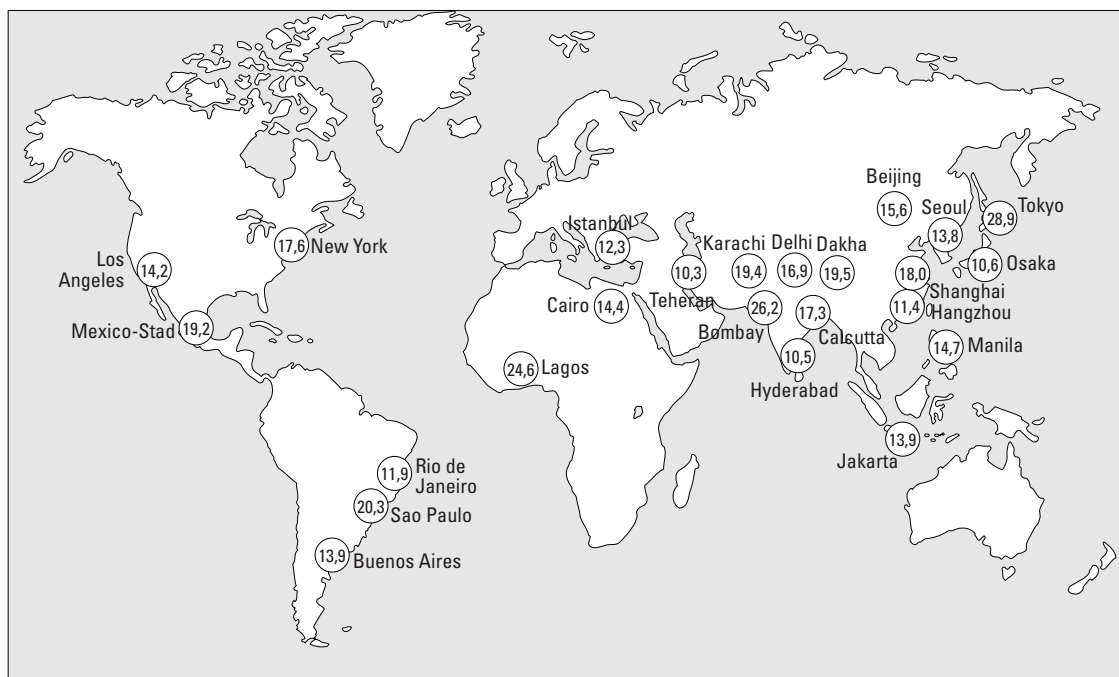 Beijing
15,6
Seoul
13,8
Tokyo
28,9
10,6
Osaka
Los
Angeles
14,2
17,6
New York
Istanbul
12,3
Karachi
19,4
Delhi
16,9
Dakha
19,5
18,0
Shanghai
10,3
Teheran
Cairo
14,4
26,2
Bombay
17,3
Calcutta
11,4
Hangzhou
Mexico-Stad
19,2
24,6
Lagos
10,5
Hyderabad
14,7
Manila
13,9
Jakarta
11,9
Rio de
Janeiro
20,3
Sao Paulo
13,9
Buenos Aires